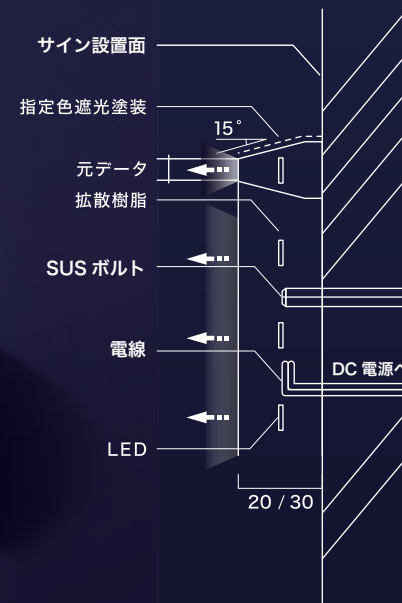 サイン設置面
指定色遮光塗装
15°
元データ
拡散樹脂
SUS ボルト
電線
DC 電源へ
LED
20 / 30